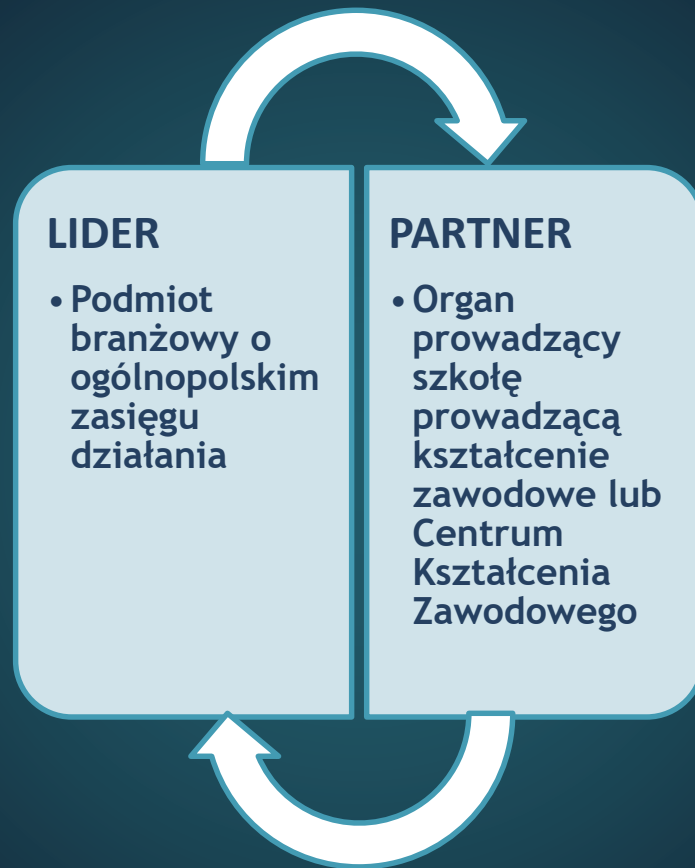 LIDER
• Podmiot
branżowy o
ogólnopolskim
zasięgu
działania
PARTNER
• Organ
prowadzący
szkołę
prowadzącą
kształcenie
zawodowe lub
Centrum
Kształcenia
Zawodowego